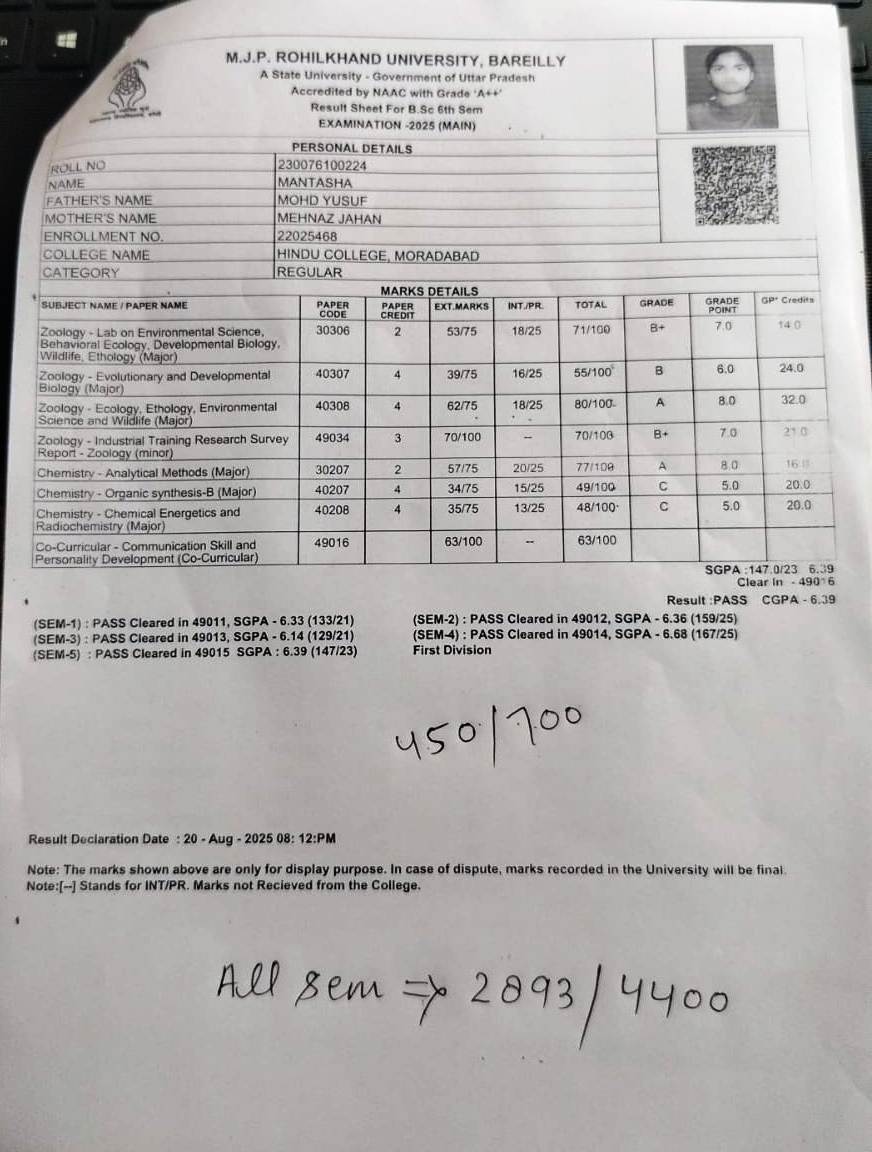 M.J.P. ROHILKHAND UNIVERSITY, BAREILLY
A State University - Government of Uttar Pradesh
Accredited by NAAC with Grade 'A++'
Result Sheet For B.Sc 6th Sem
EXAMINATION -2025 (MAIN)
PERSONAL DETAILS
ROLL NO 230076100224
NAME MANTASHA
FATHER'S NAME MOHD YUSUF
MOTHER'S NAME MEHNAZ JAHAN
ENROLLMENT NO. 22025468
COLLEGE NAME HINDU COLLEGE, MORADABAD
CATEGORY REGULAR
MARKS DETAILS
SUBJECT NAME / PAPER NAME PAPER CODE PAPER CREDIT EXT.MARKS INT./PR. TOTAL GRADE GRADE POINT GP* Credits
Zoology - Lab on Environmental Science, 30306 2 53/75 18/25 71/100 B+ 7.0 14.0
Behavioral Ecology, Developmental Biology,
Wildlife, Ethology (Major)
Zoology - Evolutionary and Developmental 40307 4 39/75 16/25 55/100 B 6.0 24.0
Biology (Major)
Zoology - Ecology, Ethology, Environmental 40308 4 62/75 18/25 80/100 A 8.0 32.0
Science and Wildlife (Major)
Zoology - Industrial Training Research Survey 49034 3 70/100 -- 70/100 B+ 7.0 21.0
Report - Zoology (minor)
Chemistry - Analytical Methods (Major) 30207 2 57/75 20/25 77/100 A 8.0 16.0
Chemistry - Organic synthesis-B (Major) 40207 4 34/75 15/25 49/100 C 5.0 20.0
Chemistry - Chemical Energetics and 40208 4 35/75 13/25 48/100 C 5.0 20.0
Radiochemistry (Major)
Co-Curricular - Communication Skill and 49016 63/100 -- 63/100
Personality Development (Co-Curricular)
SGPA :147.0/23 6.39
Clear In - 49016
Result :PASS CGPA - 6.39
(SEM-1) : PASS Cleared in 49011, SGPA - 6.33 (133/21) (SEM-2) : PASS Cleared in 49012, SGPA - 6.36 (159/25)
(SEM-3) : PASS Cleared in 49013, SGPA - 6.14 (129/21) (SEM-4) : PASS Cleared in 49014, SGPA - 6.68 (167/25)
(SEM-5) : PASS Cleared in 49015 SGPA : 6.39 (147/23) First Division
450/700
Result Declaration Date : 20 - Aug - 2025 08: 12:PM
Note: The marks shown above are only for display purpose. In case of dispute, marks recorded in the University will be final.
Note:[--] Stands for INT/PR. Marks not Recieved from the College.
All sem => 2893/4400